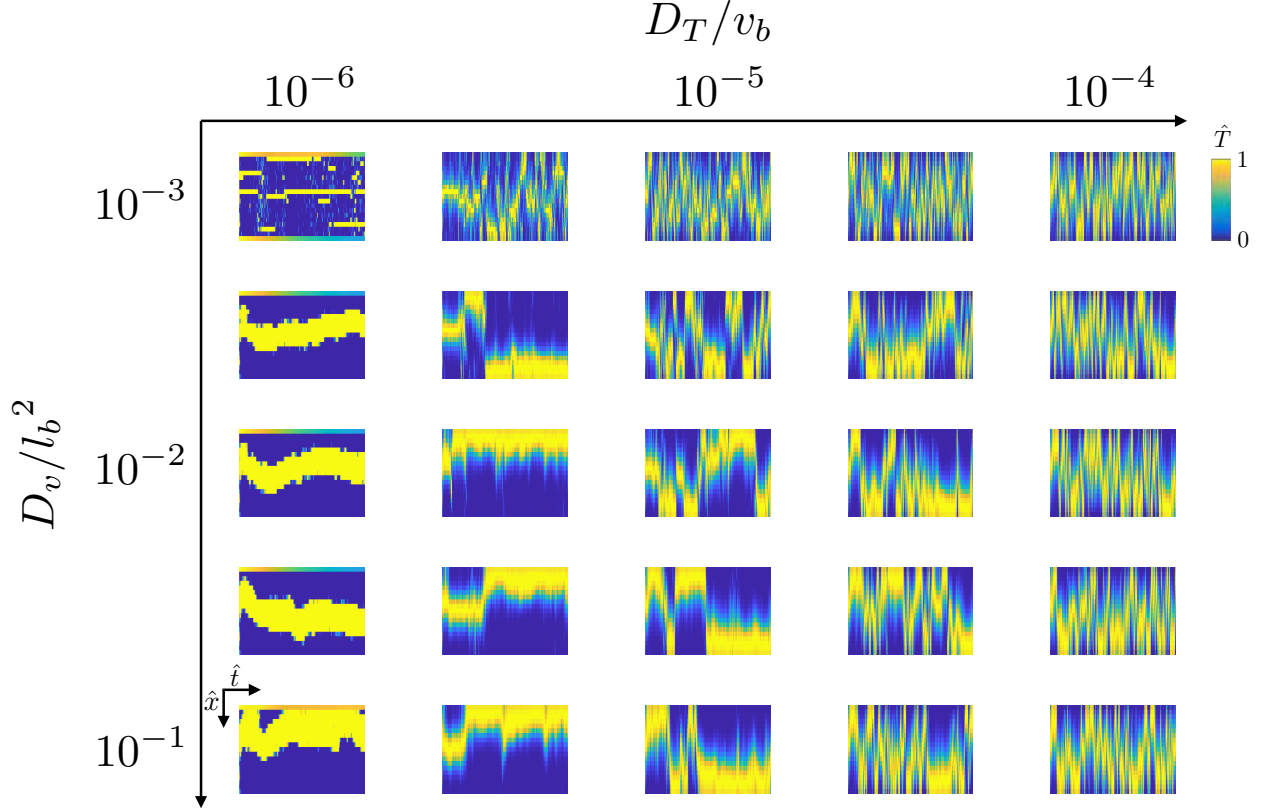 D_T/v_b
10^{-6} 10^{-5} 10^{-4}
T̂
1
0
10^{-3}
D_v/l_b^2
10^{-2}
t̂
x̂
10^{-1}